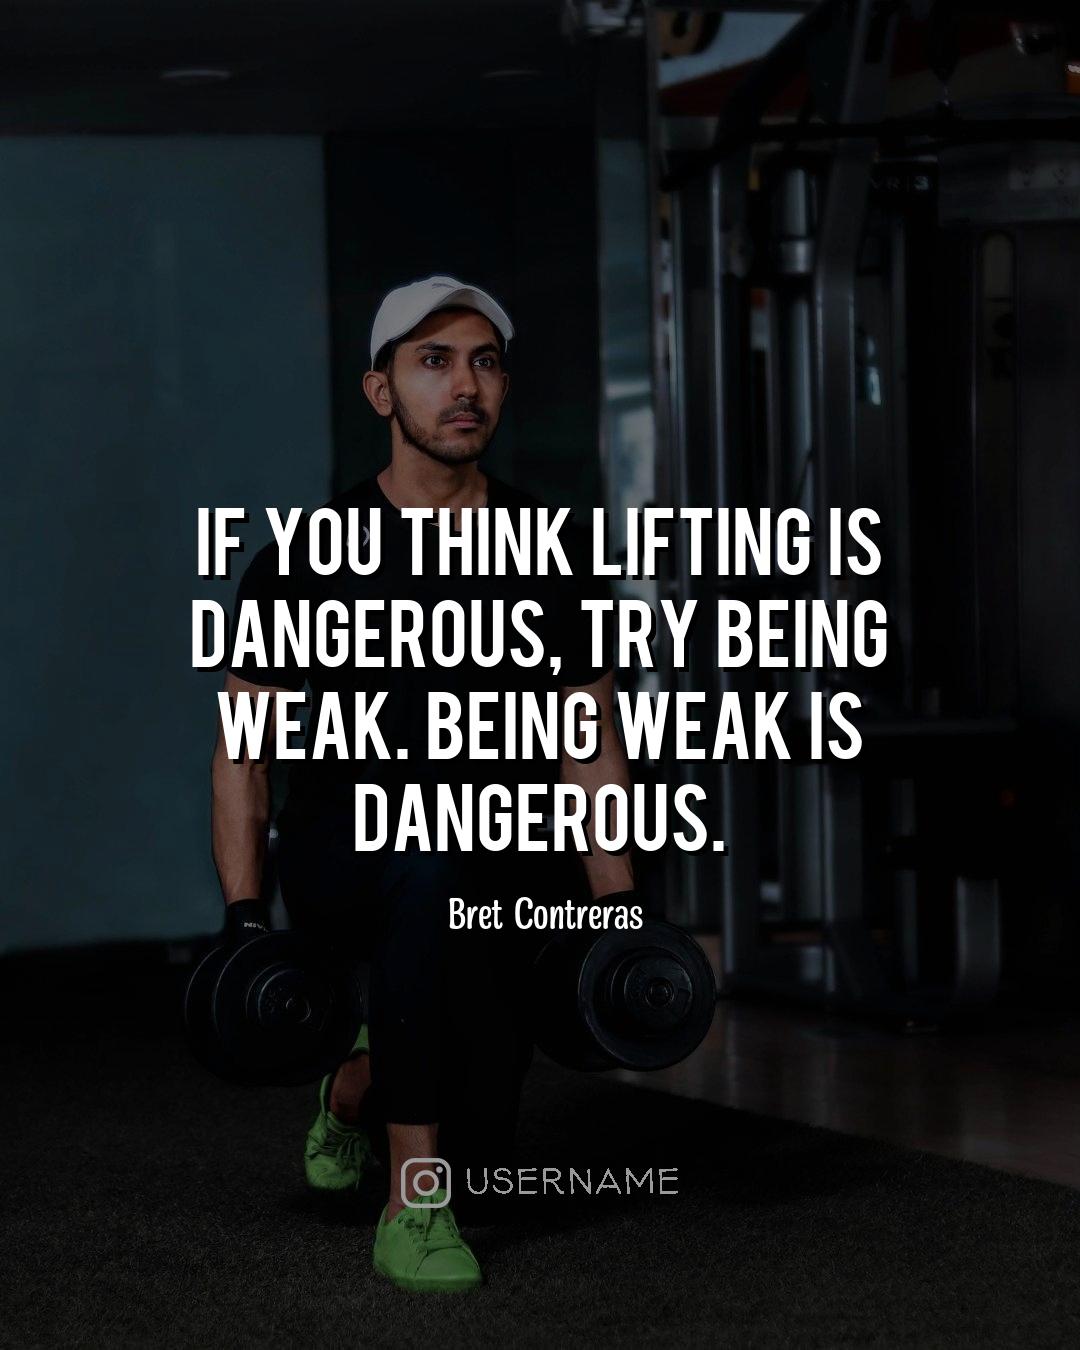 IF YOU THINK LIFTING IS
DANGEROUS, TRY BEING
WEAK. BEING WEAK IS
DANGEROUS.
Bret Contreras
USERNAME